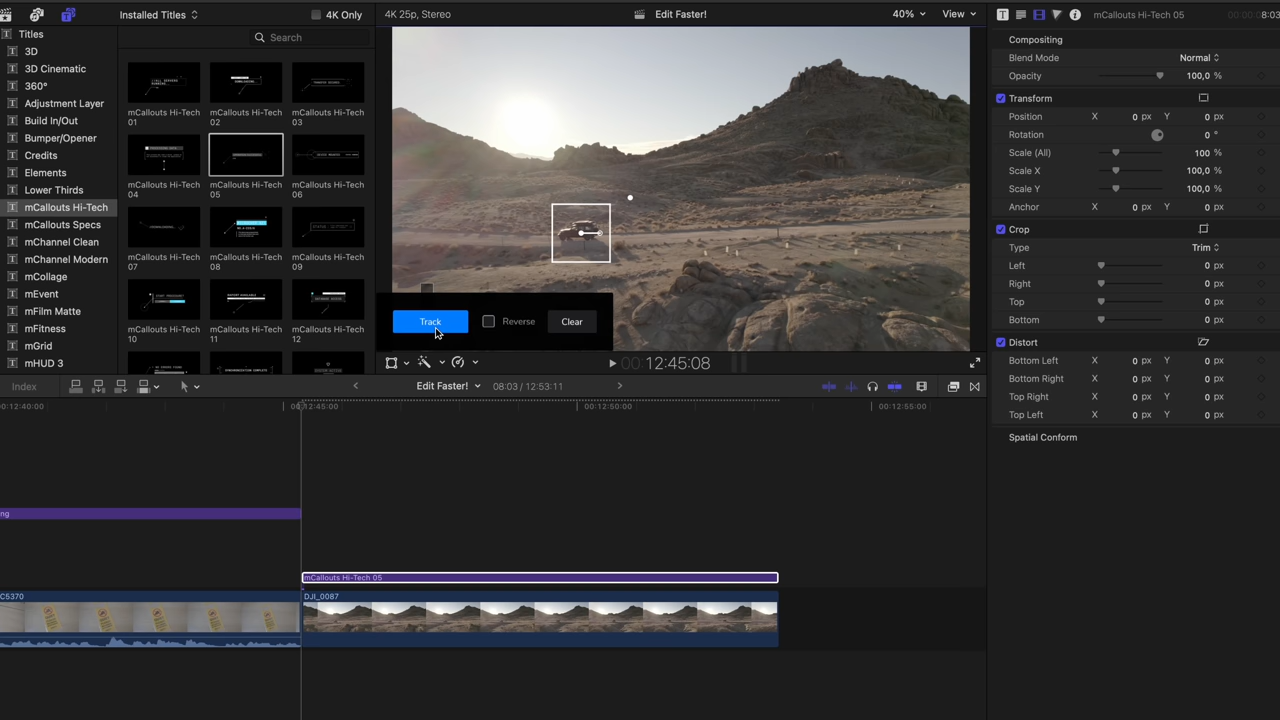 Installed Titles
4K Only
4K 25p, Stereo
Edit Faster!
40%
View
mCallouts Hi-Tech 05
8:03
Search
Titles
3D
3D Cinematic
360°
Adjustment Layer
Build In/Out
Bumper/Opener
Credits
Elements
Lower Thirds
mCallouts Hi-Tech
mCallouts Specs
mChannel Clean
mChannel Modern
mCollage
mEvent
mFilm Matte
mFitness
mGrid
mHUD 3
mCallouts Hi-Tech 01
mCallouts Hi-Tech 02
mCallouts Hi-Tech 03
mCallouts Hi-Tech 04
mCallouts Hi-Tech 05
mCallouts Hi-Tech 06
mCallouts Hi-Tech 07
mCallouts Hi-Tech 08
mCallouts Hi-Tech 09
mCallouts Hi-Tech 10
mCallouts Hi-Tech 11
mCallouts Hi-Tech 12
Track
Reverse
Clear
00:12:45:08
Compositing
Blend Mode Normal
Opacity 100,0 %
Transform
Position X 0 px Y 0 px
Rotation 0 °
Scale (All) 100 %
Scale X 100,0 %
Scale Y 100,0 %
Anchor X 0 px Y 0 px
Crop
Type Trim
Left 0 px
Right 0 px
Top 0 px
Bottom 0 px
Distort
Bottom Left X 0 px Y 0 px
Bottom Right X 0 px Y 0 px
Top Right X 0 px Y 0 px
Top Left X 0 px Y 0 px
Spatial Conform
Index
Edit Faster!
08:03 / 12:53:11
00:12:40:00
00:12:45:00
00:12:50:00
00:12:55:00
ng
mCallouts Hi-Tech 05
C5370
DJI_0087